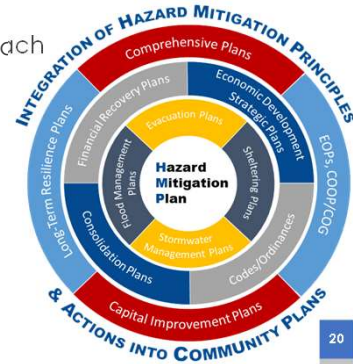 ach
INTEGRATION OF HAZARD MITIGATION PRINCIPLES
Comprehensive Plans
Financial Recovery Plans
Economic Development
Strategic Plans
Evacuation Plans
Long-Term Resilience Plans
Flood Management
Plans
Hazard
Mitigation
Plan
Sheltering Plans
EOPs, COOP/COG
Stormwater
Management Plans
Consolidation Plans
Codes/Ordinances
Capital Improvement Plans
& ACTIONS INTO COMMUNITY PLANS
20